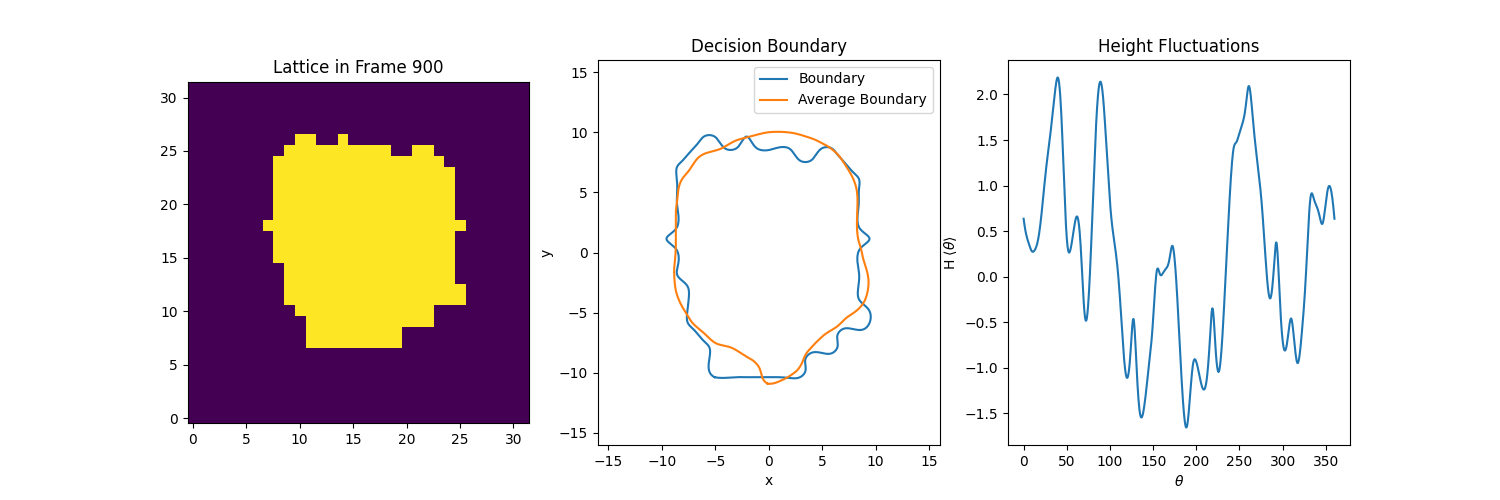 Lattice in Frame 900
30
25
20
15
10
5
0
0 5 10 15 20 25 30
Decision Boundary
Boundary
Average Boundary
15
10
5
0
−5
−10
−15
y
−15 −10 −5 0 5 10 15
x
Height Fluctuations
2.0
1.5
1.0
0.5
0.0
−0.5
−1.0
−1.5
H (θ)
0 50 100 150 200 250 300 350
θ